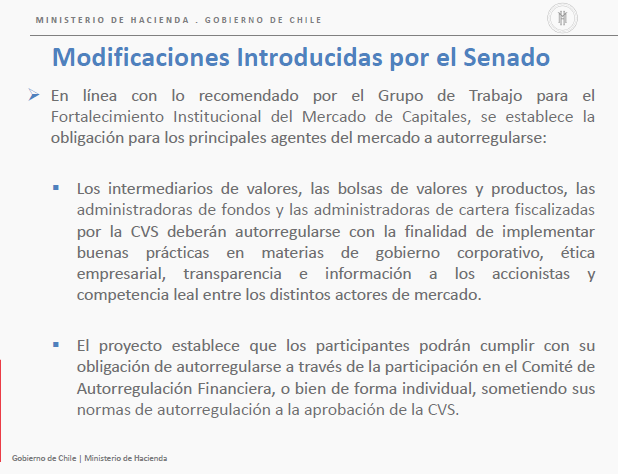 MINISTERIO DE HACIENDA . GOBIERNO DE CHILE
Modificaciones Introducidas por el Senado
➢ En línea con lo recomendado por el Grupo de Trabajo para el
Fortalecimiento Institucional del Mercado de Capitales, se establece la
obligación para los principales agentes del mercado a autorregularse:
▪ Los intermediarios de valores, las bolsas de valores y productos, las
administradoras de fondos y las administradoras de cartera fiscalizadas
por la CVS deberán autorregularse con la finalidad de implementar
buenas prácticas en materias de gobierno corporativo, ética
empresarial, transparencia e información a los accionistas y
competencia leal entre los distintos actores de mercado.
▪ El proyecto establece que los participantes podrán cumplir con su
obligación de autorregularse a través de la participación en el Comité de
Autorregulación Financiera, o bien de forma individual, sometiendo sus
normas de autorregulación a la aprobación de la CVS.
Gobierno de Chile | Ministerio de Hacienda